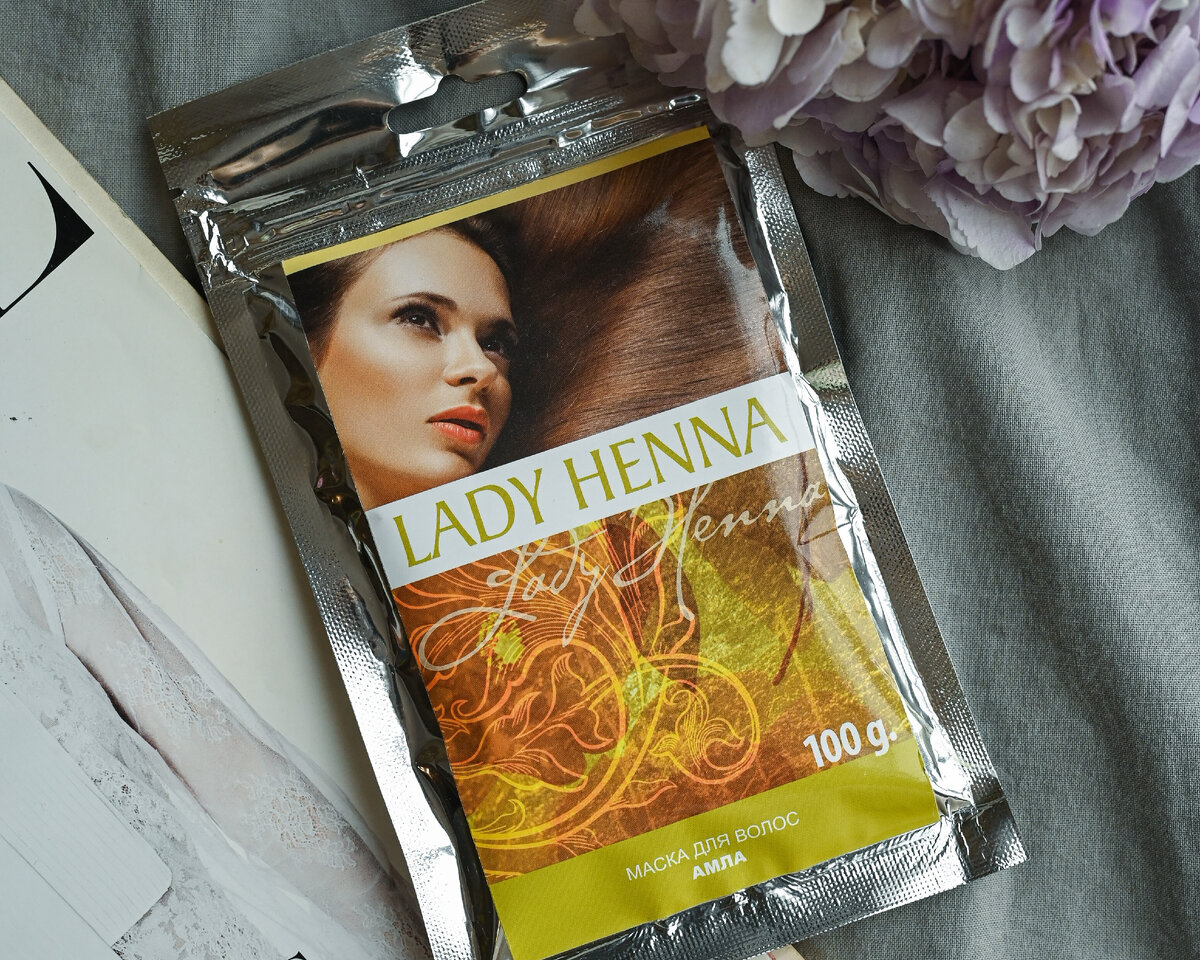 LADY HENNA
Lady Henna
100 g.
МАСКА ДЛЯ ВОЛОС
АМЛА